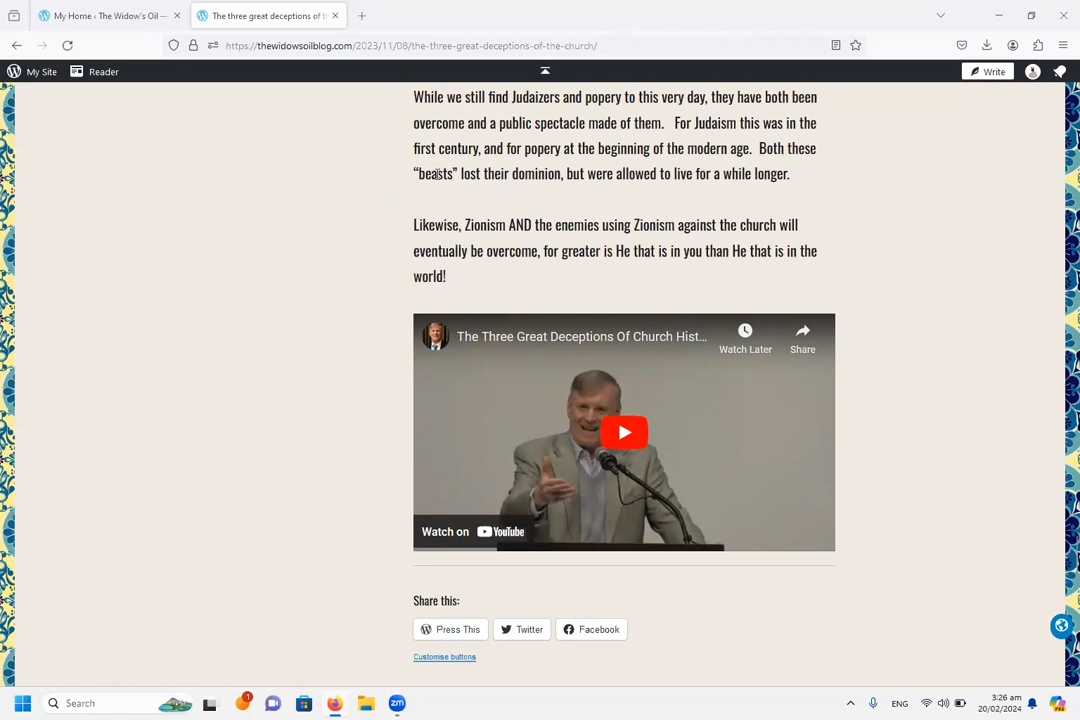 My Home ‹ The Widow's Oil —
The three great deceptions of th
https://thewidowsoilblog.com/2023/11/08/the-three-great-deceptions-of-the-church/
My Site
Reader
Write
While we still find Judaizers and popery to this very day, they have both been
overcome and a public spectacle made of them. For Judaism this was in the
first century, and for popery at the beginning of the modern age. Both these
“beasts” lost their dominion, but were allowed to live for a while longer.
Likewise, Zionism AND the enemies using Zionism against the church will
eventually be overcome, for greater is He that is in you than He that is in the
world!
The Three Great Deceptions Of Church Hist...
Watch Later
Share
Watch on YouTube
Share this:
Press This
Twitter
Facebook
Customise buttons
Search
1
zm
ENG
3:26 am
20/02/2024
PRE